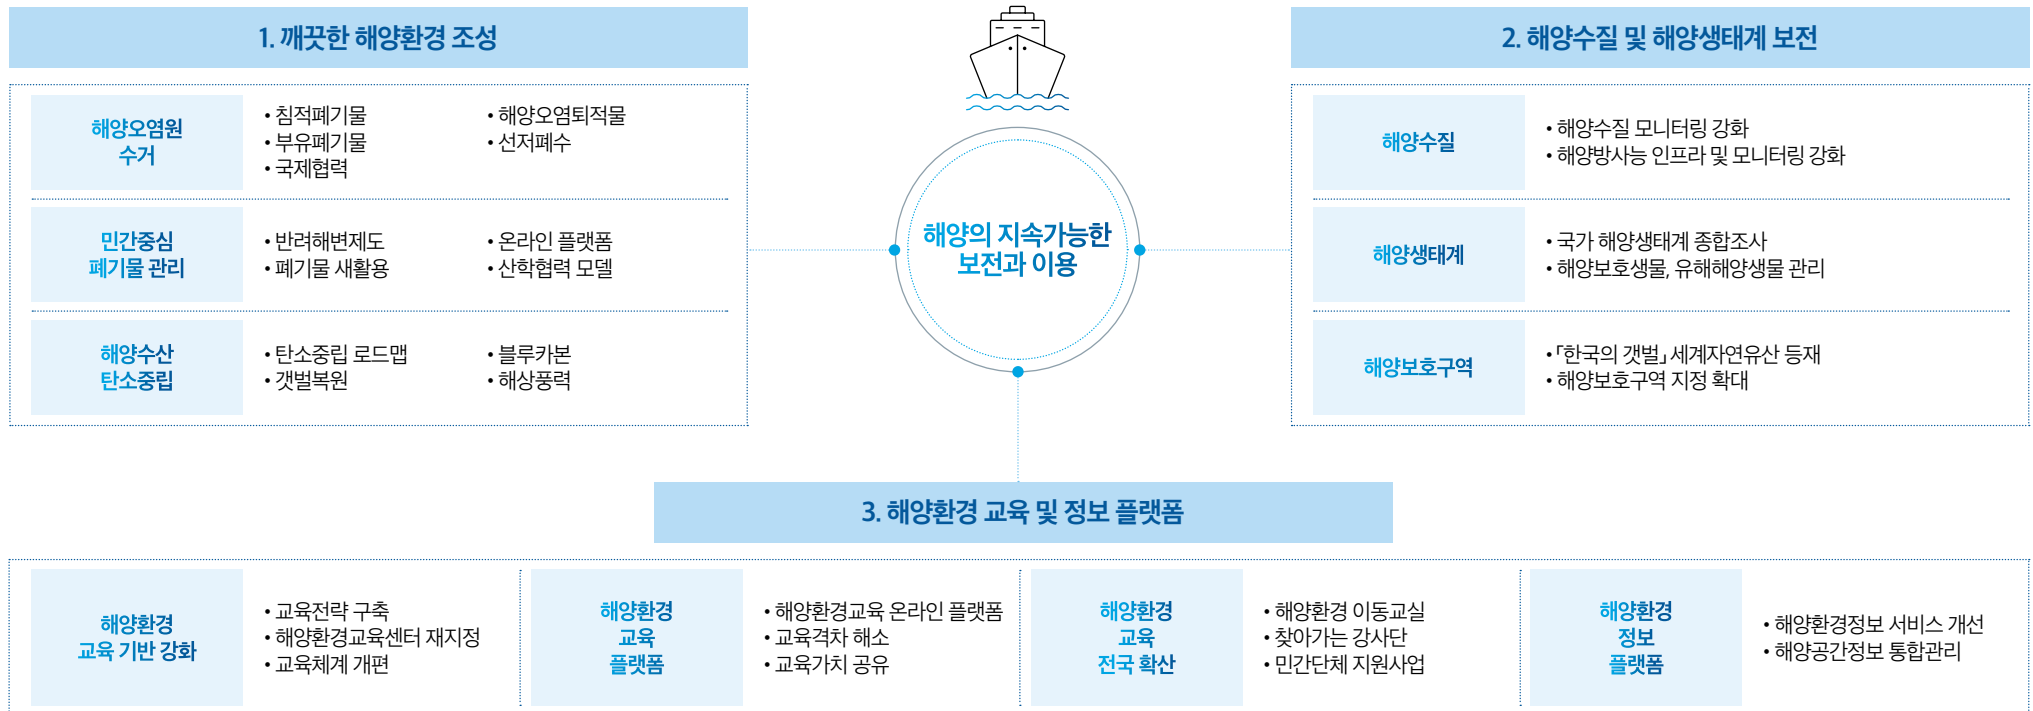 1. 깨끗한 해양환경 조성
해양오염원
수거
• 침적폐기물
• 부유폐기물
• 국제협력
• 해양오염퇴적물
• 선저폐수
민간중심
폐기물 관리
• 반려해변제도
• 폐기물 새활용
• 온라인 플랫폼
• 산학협력 모델
해양수산
탄소중립
• 탄소중립 로드맵
• 갯벌복원
• 블루카본
• 해상풍력
해양의 지속가능한
보전과 이용
2. 해양수질 및 해양생태계 보전
해양수질
• 해양수질 모니터링 강화
• 해양방사능 인프라 및 모니터링 강화
해양생태계
• 국가 해양생태계 종합조사
• 해양보호생물, 유해해양생물 관리
해양보호구역
• 「한국의 갯벌」 세계자연유산 등재
• 해양보호구역 지정 확대
3. 해양환경 교육 및 정보 플랫폼
해양환경
교육 기반 강화
• 교육전략 구축
• 해양환경교육센터 재지정
• 교육체계 개편
해양환경
교육
플랫폼
• 해양환경교육 온라인 플랫폼
• 교육격차 해소
• 교육가치 공유
해양환경
교육
전국 확산
• 해양환경 이동교실
• 찾아가는 강사단
• 민간단체 지원사업
해양환경
정보
플랫폼
• 해양환경정보 서비스 개선
• 해양공간정보 통합관리